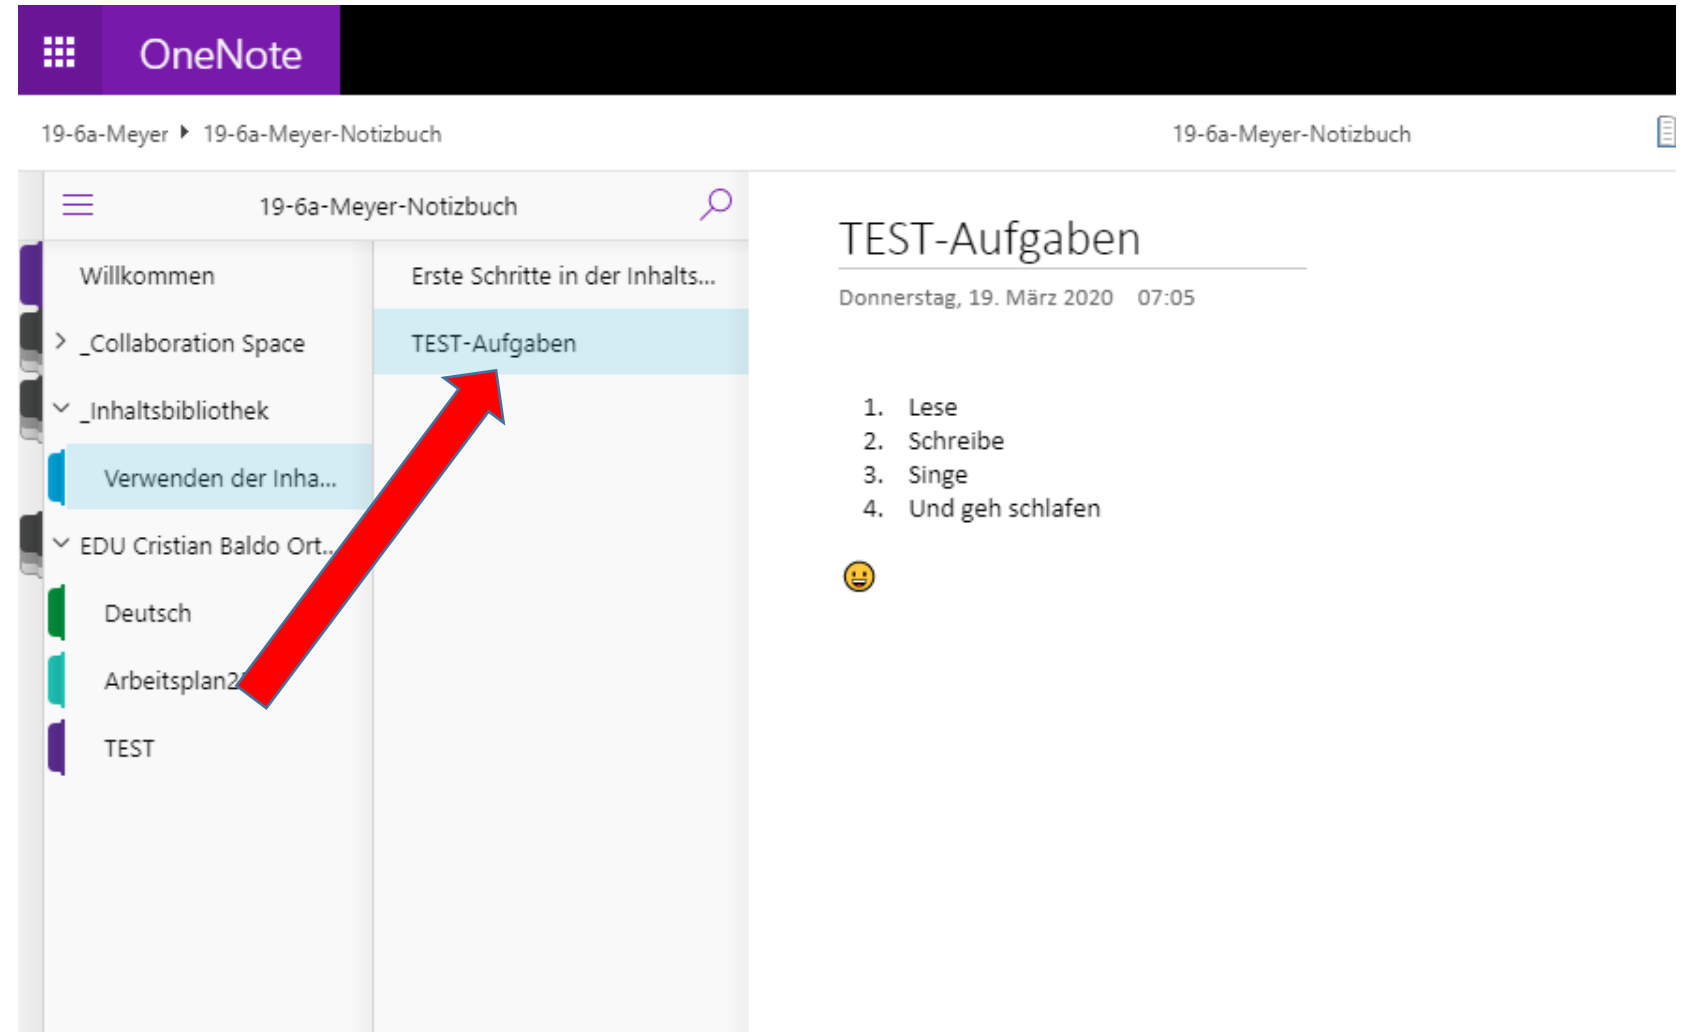 OneNote
19-6a-Meyer 19-6a-Meyer-Notizbuch
19-6a-Meyer-Notizbuch
19-6a-Meyer-Notizbuch
Willkommen
_Collaboration Space
_Inhaltsbibliothek
Verwenden der Inha...
EDU Cristian Baldo Ort..
Deutsch
TEST
Erste Schritte in der Inhalts...
TEST-Aufgaben
TEST-Aufgaben
Donnerstag, 19. März 2020 07:05
1. Lese
2. Schreibe
3. Singe
4. Und geh schlafen